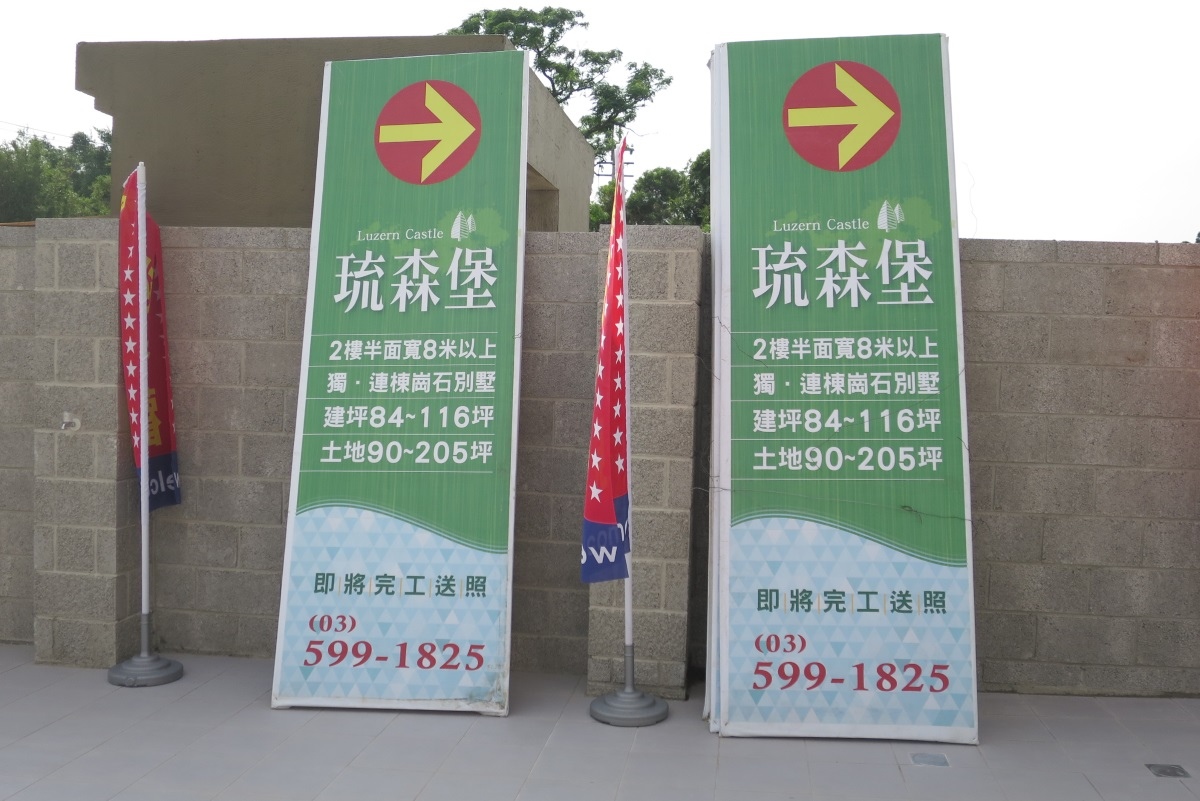 Luzern Castle
琉森堡
2樓半面寬8米以上
獨·連棟崗石別墅
建坪84~116坪
土地90~205坪
即將完工送照
(03)
599-1825
Luzern Castle
琉森堡
2樓半面寬8米以上
獨·連棟崗石別墅
建坪84~116坪
土地90~205坪
即將完工送照
(03)
599-1825